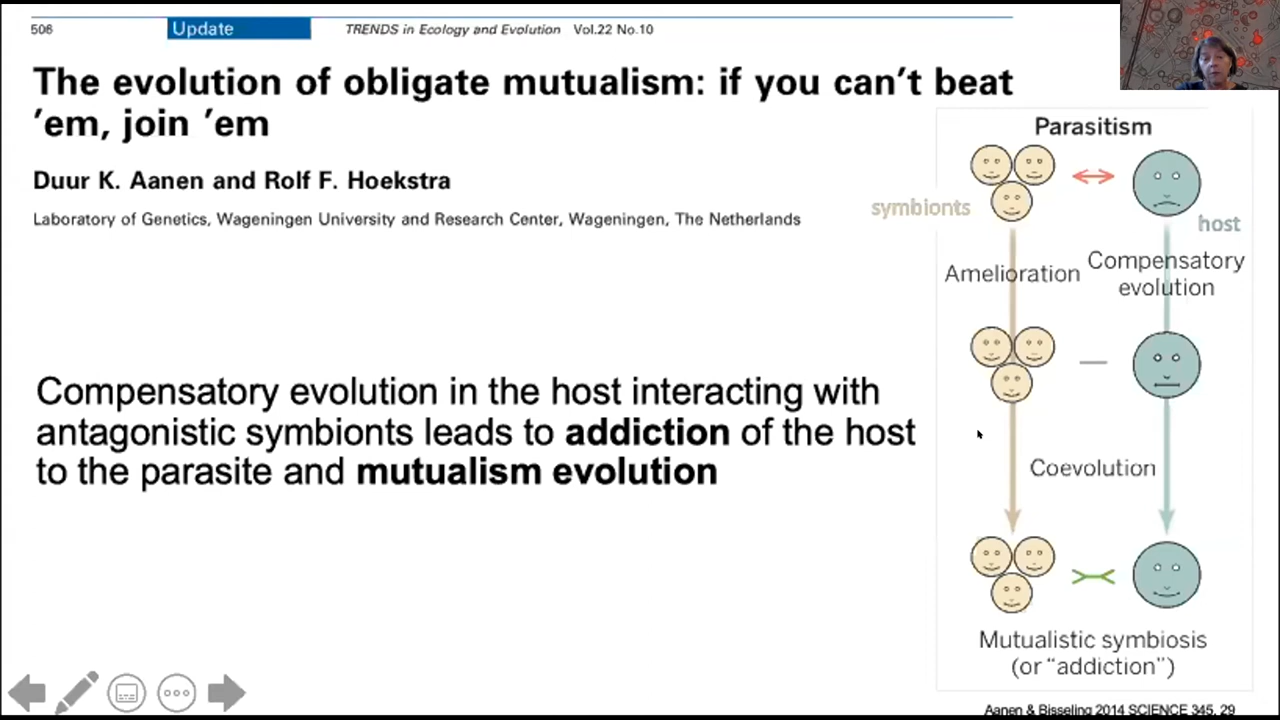 506 Update TRENDS in Ecology and Evolution Vol.22 No.10
The evolution of obligate mutualism: if you can’t beat
’em, join ’em
Duur K. Aanen and Rolf F. Hoekstra
Laboratory of Genetics, Wageningen University and Research Center, Wageningen, The Netherlands
Compensatory evolution in the host interacting with
antagonistic symbionts leads to addiction of the host
to the parasite and mutualism evolution
Parasitism
symbionts
host
Amelioration
Compensatory
evolution
Coevolution
Mutualistic symbiosis
(or “addiction”)
Aanen & Bisseling 2014 SCIENCE 345, 29